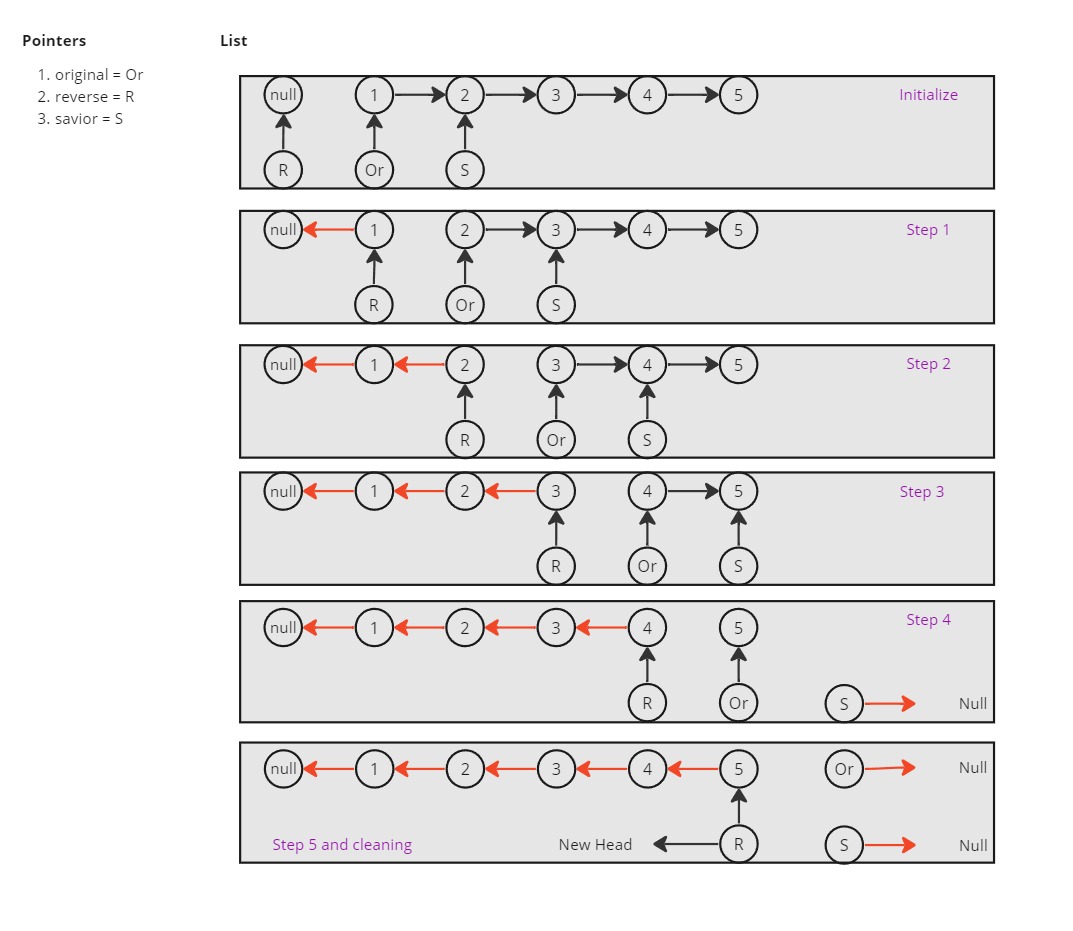 Pointers
List
1. original = Or
2. reverse = R
3. savior = S
null 1 2 3 4 5 Initialize
R Or S
null 1 2 3 4 5 Step 1
R Or S
null 1 2 3 4 5 Step 2
R Or S
null 1 2 3 4 5 Step 3
R Or S
null 1 2 3 4 5 Step 4
R Or S Null
null 1 2 3 4 5 Or Null
Step 5 and cleaning New Head R S Null